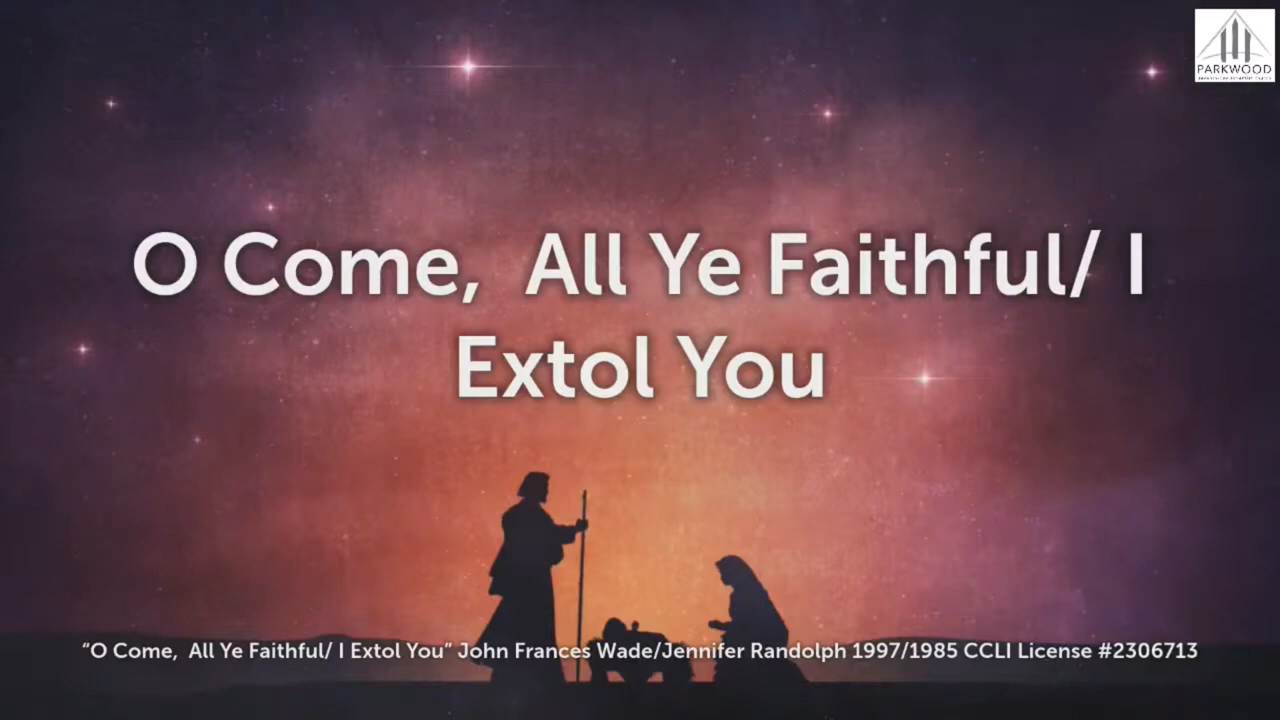 PARKWOOD
O Come,  All Ye Faithful/ I
Extol You
“O Come,  All Ye Faithful/ I Extol You” John Frances Wade/Jennifer Randolph 1997/1985 CCLI License #2306713